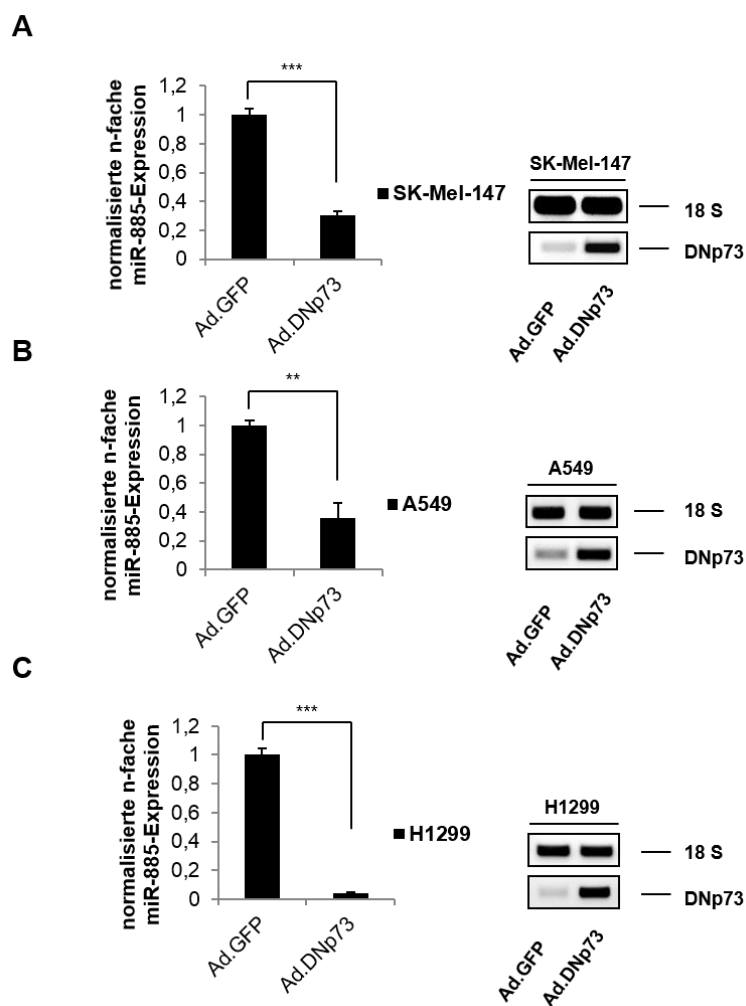 A
normalisierte n-fache
miR-885-Expression
1,2
1
0,8
0,6
0,4
0,2
0
***
Ad.GFP
Ad.DNp73
SK-Mel-147
SK-Mel-147
18 S
DNp73
Ad.GFP
Ad.DNp73
B
normalisierte n-fache
miR-885-Expression
1,2
1
0,8
0,6
0,4
0,2
0
**
Ad.GFP
Ad.DNp73
A549
A549
18 S
DNp73
Ad.GFP
Ad.DNp73
C
normalisierte n-fache
miR-885-Expression
1,2
1
0,8
0,6
0,4
0,2
0
***
Ad.GFP
Ad.DNp73
H1299
H1299
18 S
DNp73
Ad.GFP
Ad.DNp73